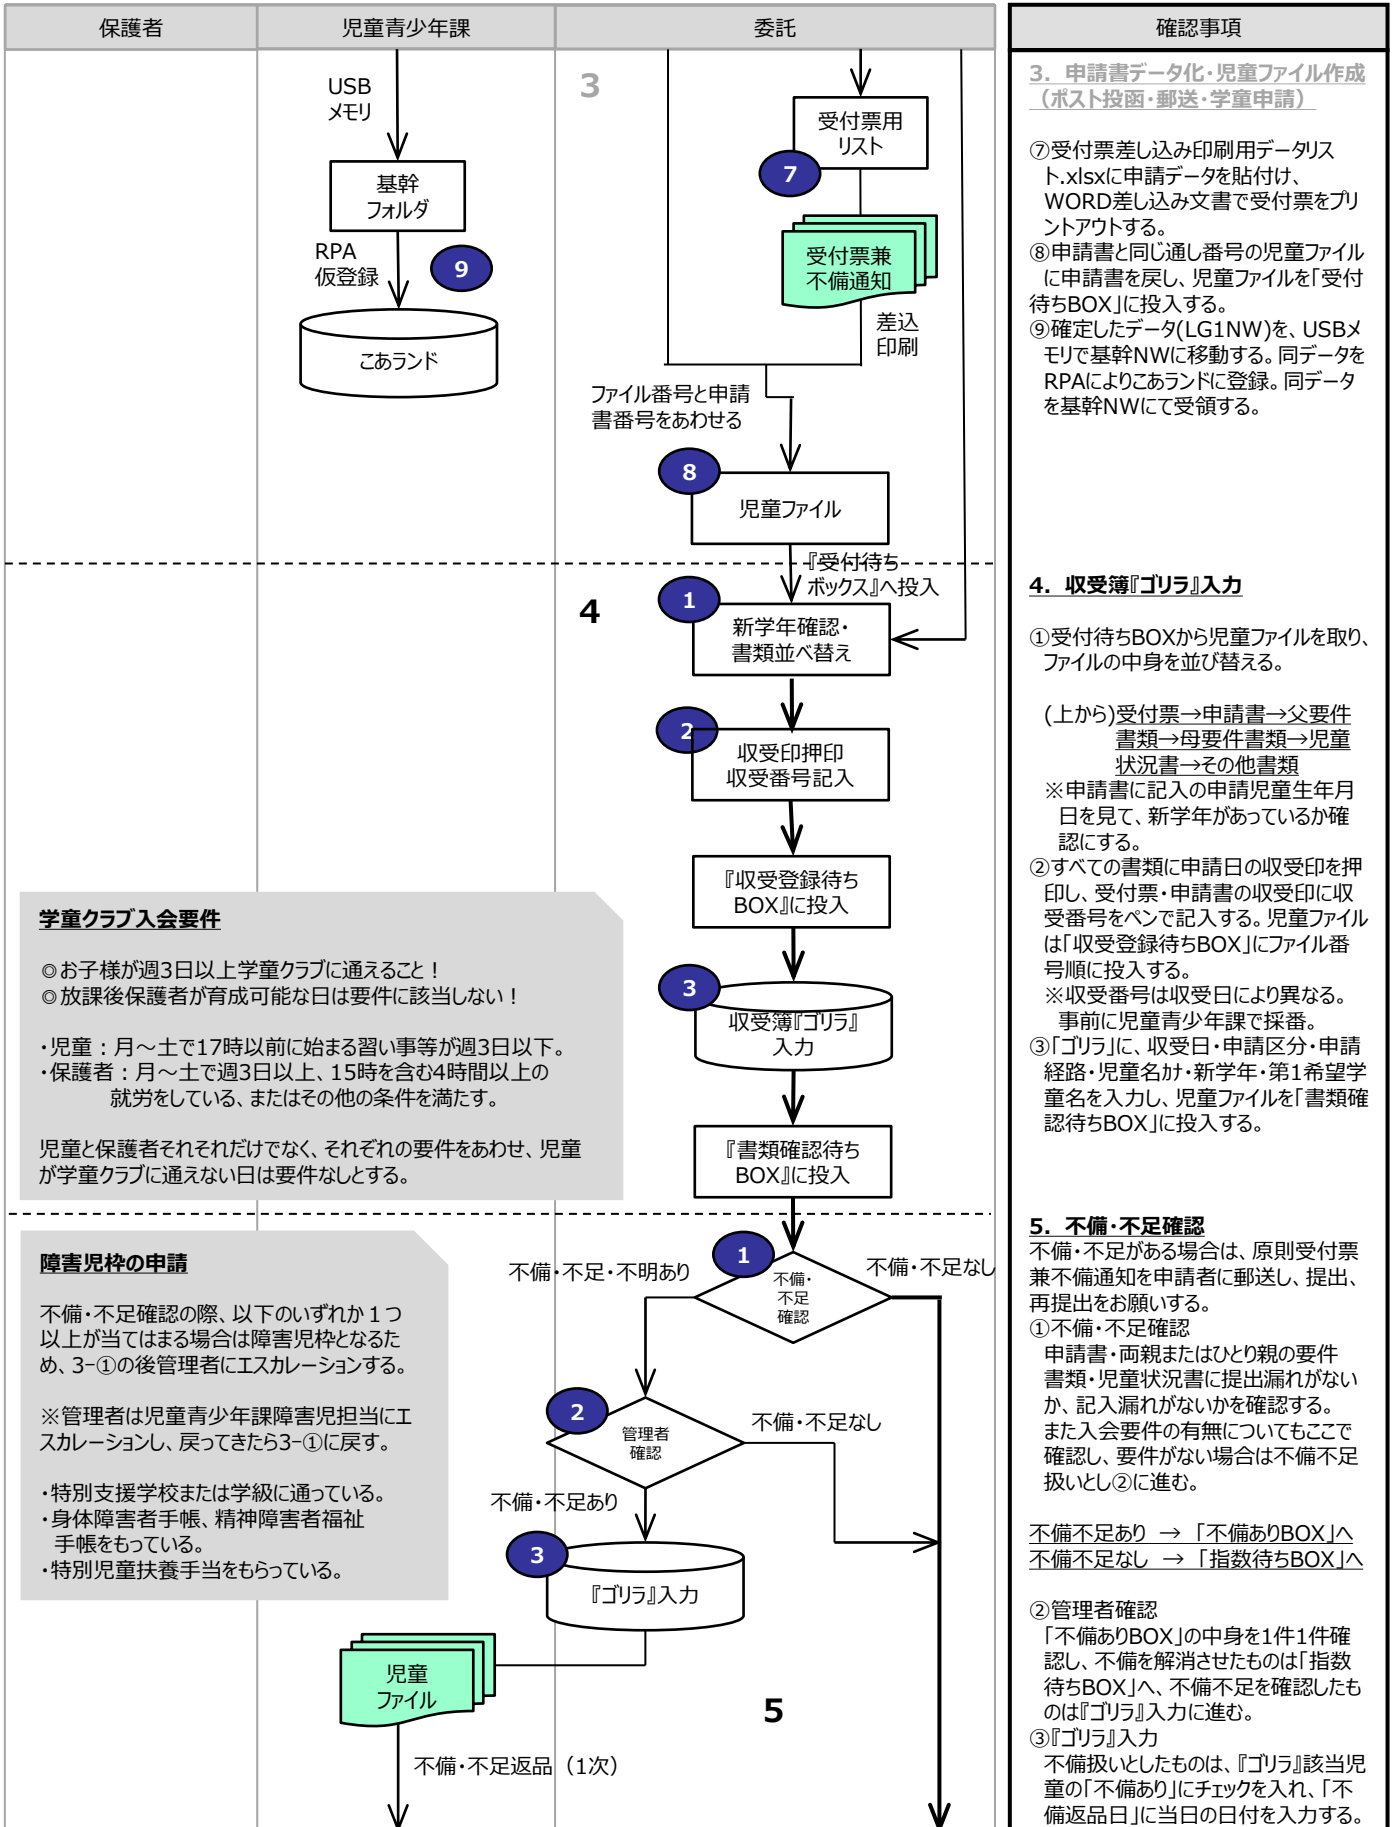 保護者
児童青少年課
委託
確認事項
USB
メモリ
基幹
フォルダ
RPA
仮登録
9
こあランド
3
受付票用
リスト
7
受付票兼
不備通知
差込
印刷
ファイル番号と申請
書番号をあわせる
8
児童ファイル
『受付待ち
ボックス』へ投入
4
1
新学年確認・
書類並べ替え
2
収受印押印
収受番号記入
『収受登録待ち
BOX』に投入
3
収受簿『ゴリラ』
入力
『書類確認待ち
BOX』に投入
学童クラブ入会要件
◎お子様が週3日以上学童クラブに通えること！
◎放課後保護者が育成可能な日は要件に該当しない！
・児童：月～土で17時以前に始まる習い事等が週3日以下。
・保護者：月～土で週3日以上、15時を含む4時間以上の
就労をしている、またはその他の条件を満たす。
児童と保護者それそれだけでなく、それぞれの要件をあわせ、児童
が学童クラブに通えない日は要件なしとする。
障害児枠の申請
不備・不足確認の際、以下のいずれか１つ
以上が当てはまる場合は障害児枠となるた
め、3-①の後管理者にエスカレーションする。
※管理者は児童青少年課障害児担当にエ
スカレーションし、戻ってきたら3-①に戻す。
・特別支援学校または学級に通っている。
・身体障害者手帳、精神障害者福祉
手帳をもっている。
・特別児童扶養手当をもらっている。
1
不備・
不足
確認
不備・不足・不明あり
不備・不足なし
2
管理者
確認
不備・不足なし
不備・不足あり
3
『ゴリラ』入力
児童
ファイル
5
不備・不足返品（1次）
3. 申請書データ化・児童ファイル作成
（ポスト投函・郵送・学童申請）
⑦受付票差し込み印刷用データリス
ト.xlsxに申請データを貼付け、
WORD差し込み文書で受付票をプリ
ントアウトする。
⑧申請書と同じ通し番号の児童ファイル
に申請書を戻し、児童ファイルを「受付
待ちBOX」に投入する。
⑨確定したデータ(LG1NW)を、USBメ
モリで基幹NWに移動する。同データを
RPAによりこあランドに登録。同データ
を基幹NWにて受領する。
4. 収受簿『ゴリラ』入力
①受付待ちBOXから児童ファイルを取り、
ファイルの中身を並び替える。
(上から)受付票→申請書→父要件
書類→母要件書類→児童
状況書→その他書類
※申請書に記入の申請児童生年月
日を見て、新学年があっているか確
認にする。
②すべての書類に申請日の収受印を押
印し、受付票・申請書の収受印に収
受番号をペンで記入する。児童ファイル
は「収受登録待ちBOX」にファイル番
号順に投入する。
※収受番号は収受日により異なる。
事前に児童青少年課で採番。
③「ゴリラ」に、収受日・申請区分・申請
経路・児童名ｶﾅ・新学年・第1希望学
童名を入力し、児童ファイルを「書類確
認待ちBOX」に投入する。
5. 不備・不足確認
不備・不足がある場合は、原則受付票
兼不備通知を申請者に郵送し、提出、
再提出をお願いする。
①不備・不足確認
申請書・両親またはひとり親の要件
書類・児童状況書に提出漏れがない
か、記入漏れがないかを確認する。
また入会要件の有無についてもここで
確認し、要件がない場合は不備不足
扱いとし②に進む。
不備不足あり → 「不備ありBOX」へ
不備不足なし → 「指数待ちBOX」へ
②管理者確認
「不備ありBOX」の中身を1件1件確
認し、不備を解消させたものは「指数
待ちBOX」へ、不備不足を確認したも
のは『ゴリラ』入力に進む。
③『ゴリラ』入力
不備扱いとしたものは、『ゴリラ』該当児
童の「不備あり」にチェックを入れ、「不
備返品日」に当日の日付を入力する。